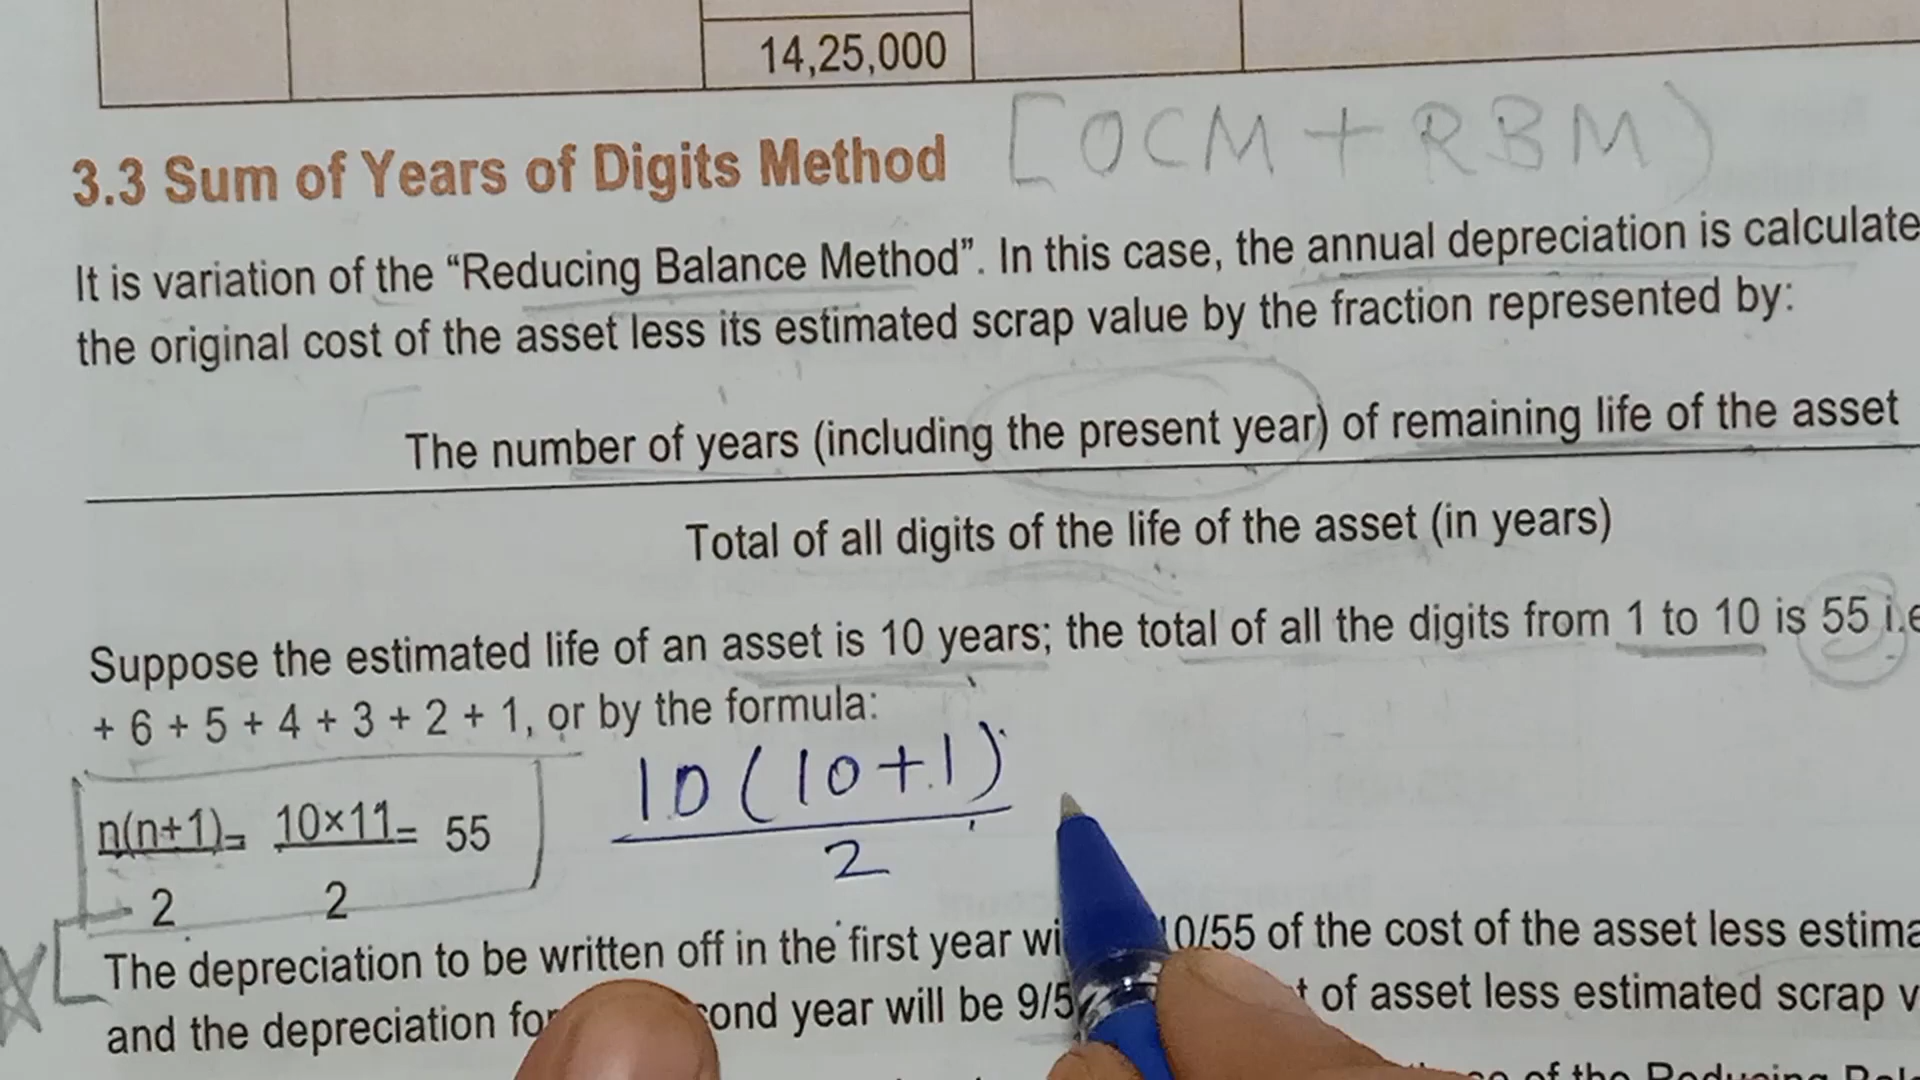 14,25,000
3.3 Sum of Years of Digits Method [OCM + RBM)
It is variation of the “Reducing Balance Method”. In this case, the annual depreciation is calculate
the original cost of the asset less its estimated scrap value by the fraction represented by:
The number of years (including the present year) of remaining life of the asset
Total of all digits of the life of the asset (in years)
Suppose the estimated life of an asset is 10 years; the total of all the digits from 1 to 10 is 55 i.e
+ 6 + 5 + 4 + 3 + 2 + 1, or by the formula:
10 (10+1)
n(n+1)= 10×11= 55
2
2 2
The depreciation to be written off in the first year wi 10/55 of the cost of the asset less estima
and the depreciation for ond year will be 9/5 of asset less estimated scrap v
of the Reducing Bal